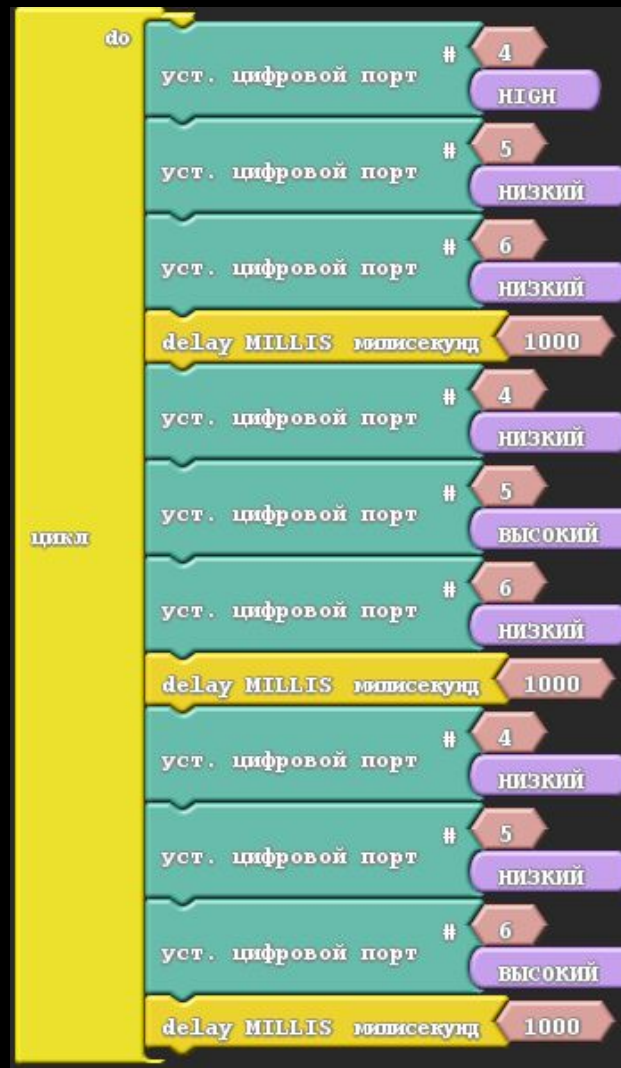 do
уст. цифровой порт # 4
HIGH
уст. цифровой порт # 5
НИЗКИЙ
уст. цифровой порт # 6
НИЗКИЙ
delay MILLIS милисекунд 1000
уст. цифровой порт # 4
НИЗКИЙ
уст. цифровой порт # 5
ВЫСОКИЙ
цикл
уст. цифровой порт # 6
НИЗКИЙ
delay MILLIS милисекунд 1000
уст. цифровой порт # 4
НИЗКИЙ
уст. цифровой порт # 5
НИЗКИЙ
уст. цифровой порт # 6
ВЫСОКИЙ
delay MILLIS милисекунд 1000